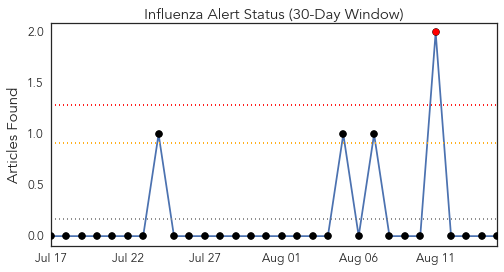 Influenza Alert Status (30-Day Window)
Articles Found
2.0
1.5
1.0
0.5
0.0
Jul 17
Jul 22
Jul 27
Aug 01
Aug 06
Aug 11